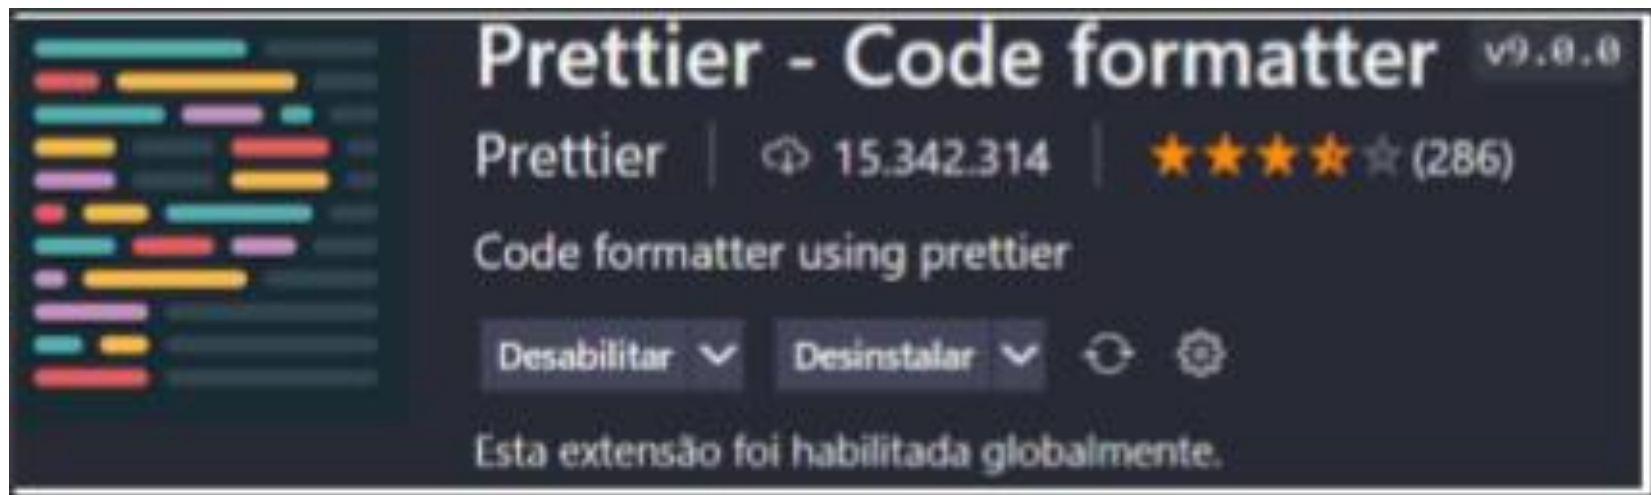 Prettier - Code formatter v9.0.0
Prettier 15.342.314 (286)
Code formatter using prettier
Desabilitar Desinstalar
Esta extensão foi habilitada globalmente.